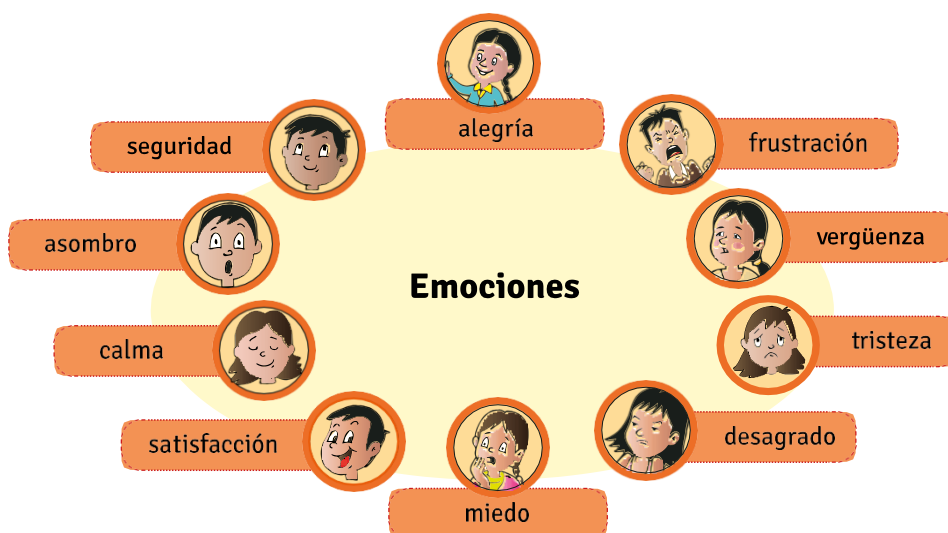 alegría
seguridad
frustración
asombro
vergüenza
Emociones
calma
tristeza
satisfacción
desagrado
miedo